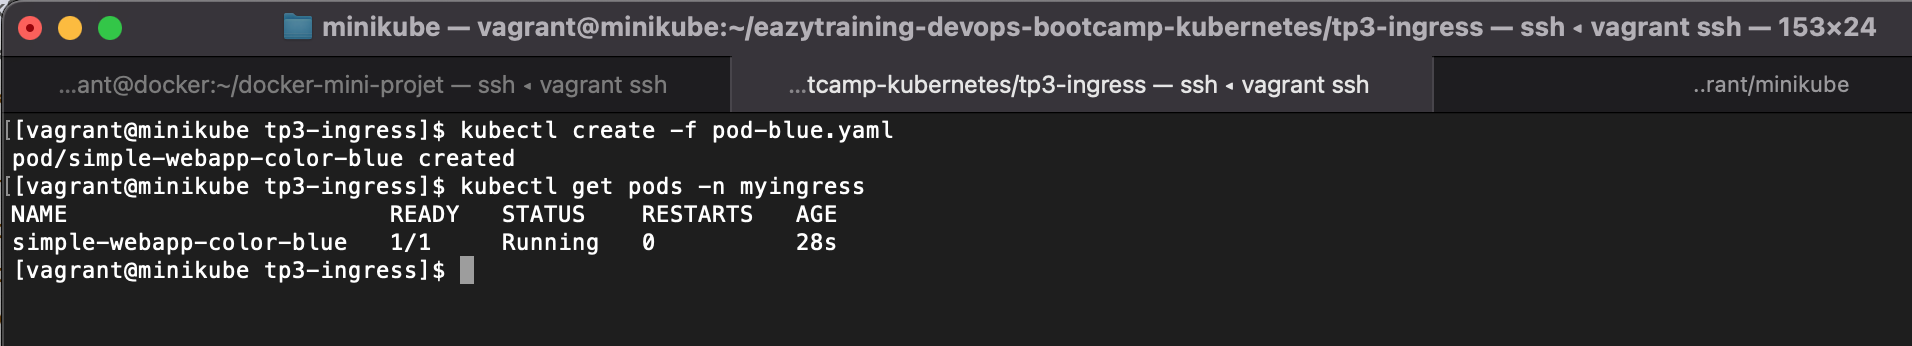 minikube — vagrant@minikube:~/eazytraining-devops-bootcamp-kubernetes/tp3-ingress — ssh ◂ vagrant ssh — 153×24
...ant@docker:~/docker-mini-projet — ssh ◂ vagrant ssh
...tcamp-kubernetes/tp3-ingress — ssh ◂ vagrant ssh
..rant/minikube
[[vagrant@minikube tp3-ingress]$ kubectl create -f pod-blue.yaml
pod/simple-webapp-color-blue created
[[vagrant@minikube tp3-ingress]$ kubectl get pods -n myingress
NAME                       READY   STATUS    RESTARTS   AGE
simple-webapp-color-blue   1/1     Running   0          28s
[vagrant@minikube tp3-ingress]$